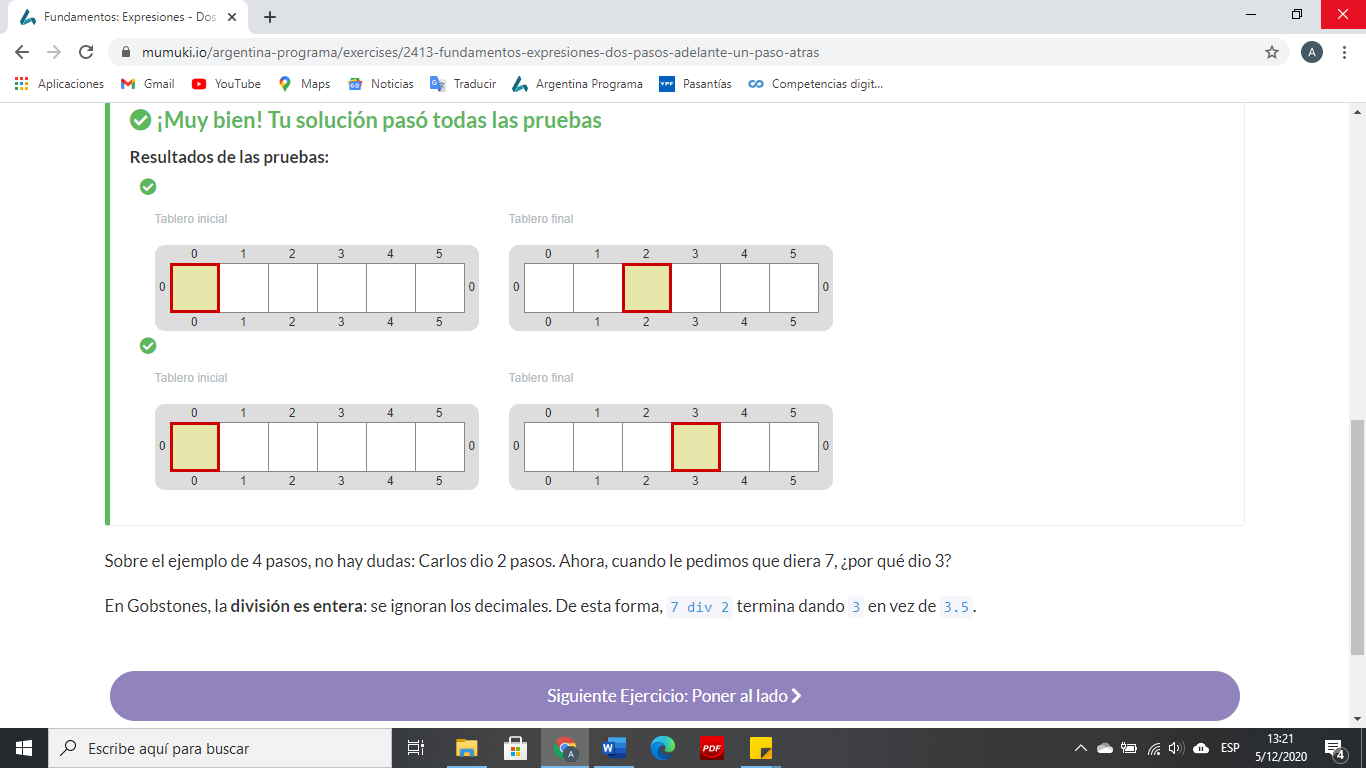 Fundamentos: Expresiones - Dos
mumuki.io/argentina-programa/exercises/2413-fundamentos-expresiones-dos-pasos-adelante-un-paso-atras
A
Aplicaciones Gmail YouTube Maps Noticias Traducir Argentina Programa YPF Pasantías Competencias digit...
¡Muy bien! Tu solución pasó todas las pruebas
Resultados de las pruebas:
Tablero inicial Tablero final
0 1 2 3 4 5 0 1 2 3 4 5
0 0 0 0
0 1 2 3 4 5 0 1 2 3 4 5
Tablero inicial Tablero final
0 1 2 3 4 5 0 1 2 3 4 5
0 0 0 0
0 1 2 3 4 5 0 1 2 3 4 5
Sobre el ejemplo de 4 pasos, no hay dudas: Carlos dio 2 pasos. Ahora, cuando le pedimos que diera 7, ¿por qué dio 3?
En Gobstones, la división es entera: se ignoran los decimales. De esta forma, 7 div 2 termina dando 3 en vez de 3.5.
Siguiente Ejercicio: Poner al lado
Escribe aquí para buscar
A
W
PDF
ESP
13:21
5/12/2020
4